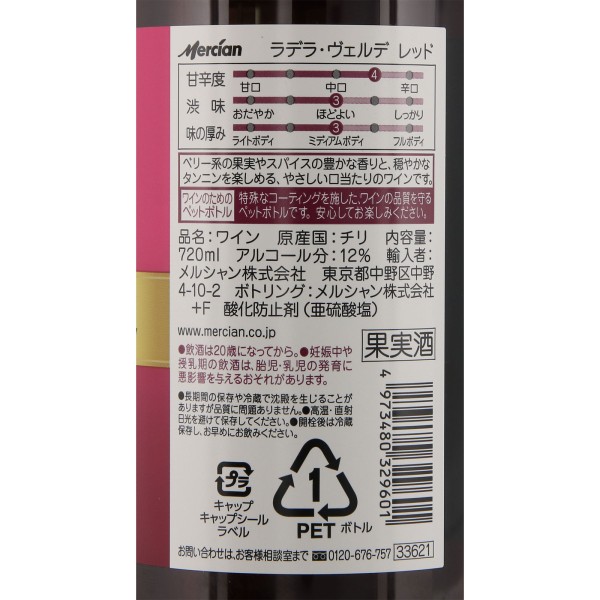 Mercian ラデラ・ヴェルデ レッド
甘辛度 4
甘口 中口 辛口
渋味 3
おだやか ほどよい しっかり
味の厚み 3
ライトボディ ミディアムボディ フルボディ
ベリー系の果実やスパイスの豊かな香りと、穏やかな
タンニンを楽しめる、やさしい口当たりのワインです。
ワインのための
ペットボトル
特殊なコーティングを施した、ワインの品質を守る
ペットボトルです。安心してお楽しみください。
品名：ワイン 原産国：チリ 内容量：
720ml アルコール分：12% 輸入者：
メルシャン株式会社 東京都中野区中野
4-10-2 ボトリング：メルシャン株式会社
+F 酸化防止剤（亜硫酸塩）
www.mercian.co.jp
●飲酒は20歳になってから。●妊娠中や
授乳期の飲酒は、胎児・乳児の発育に
悪影響を与えるおそれがあります。
果実酒
●長期間の保存や冷蔵で沈殿を生じることが
ありますが品質に問題ありません。●高温・直射
日光を避けて保存してください。●開栓後は冷蔵
保存し、お早めにお飲みください。
4 973480 329601
プラ
キャップ
キャップシール
ラベル
1
PET ボトル
お問い合わせは、お客様相談室まで 0120-676-757 33621